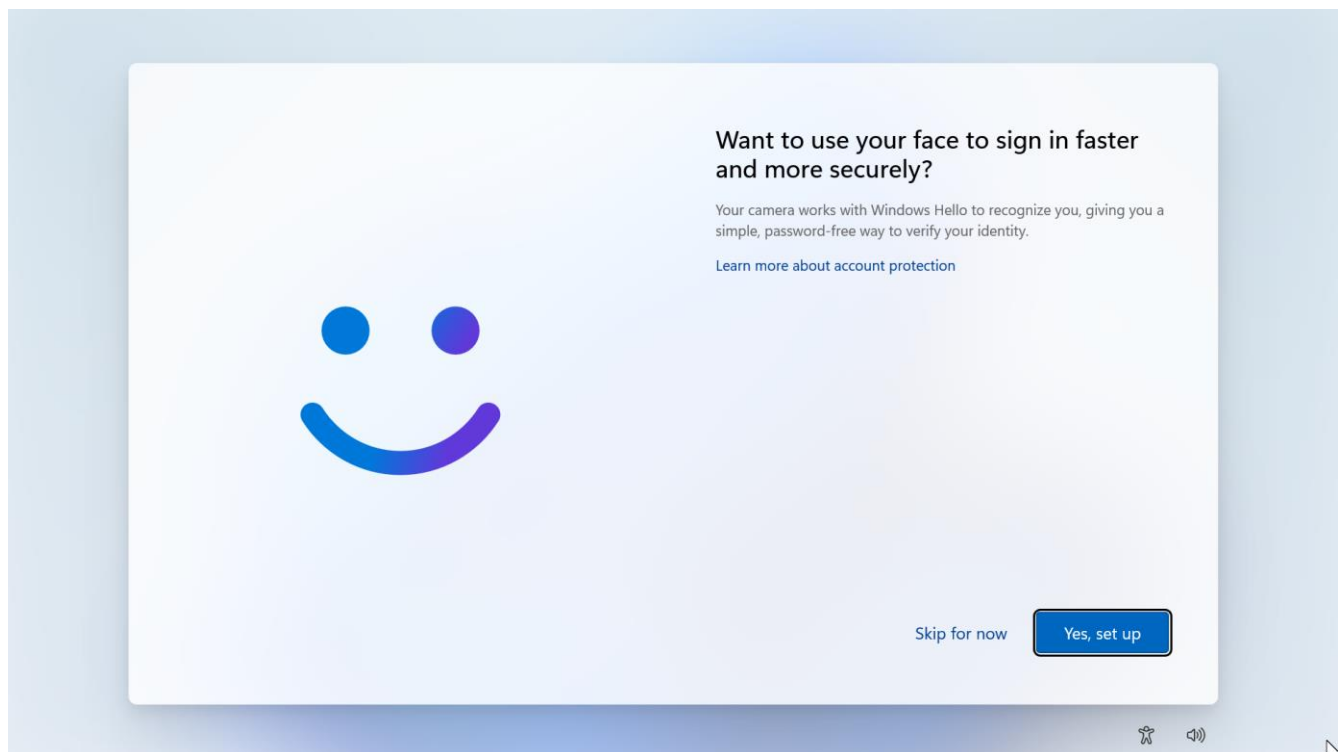 Want to use your face to sign in faster
and more securely?
Your camera works with Windows Hello to recognize you, giving you a
simple, password-free way to verify your identity.
Learn more about account protection
Skip for now
Yes, set up